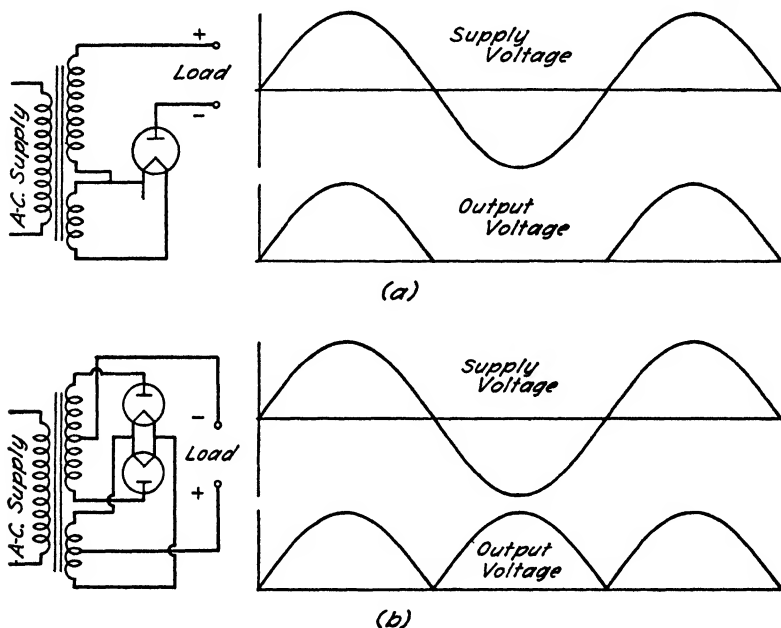 A-C. Supply
+
Load
-
Supply
Voltage
Output
Voltage
(a)
A-C. Supply
-
Load
+
Supply
Voltage
Output
Voltage
(b)